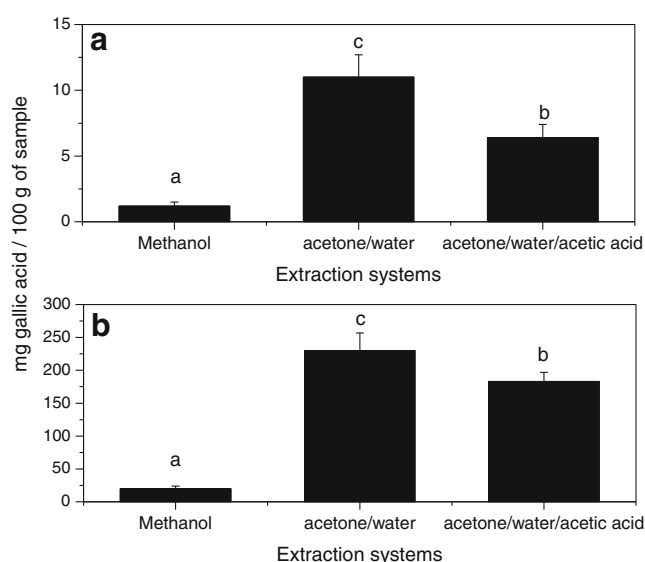 mg gallic acid / 100 g of sample
a
15
10
5
0
a
c
b
Methanol
acetone/water
acetone/water/acetic acid
Extraction systems
b
300
250
200
150
100
50
0
a
c
b
Methanol
acetone/water
acetone/water/acetic acid
Extraction systems